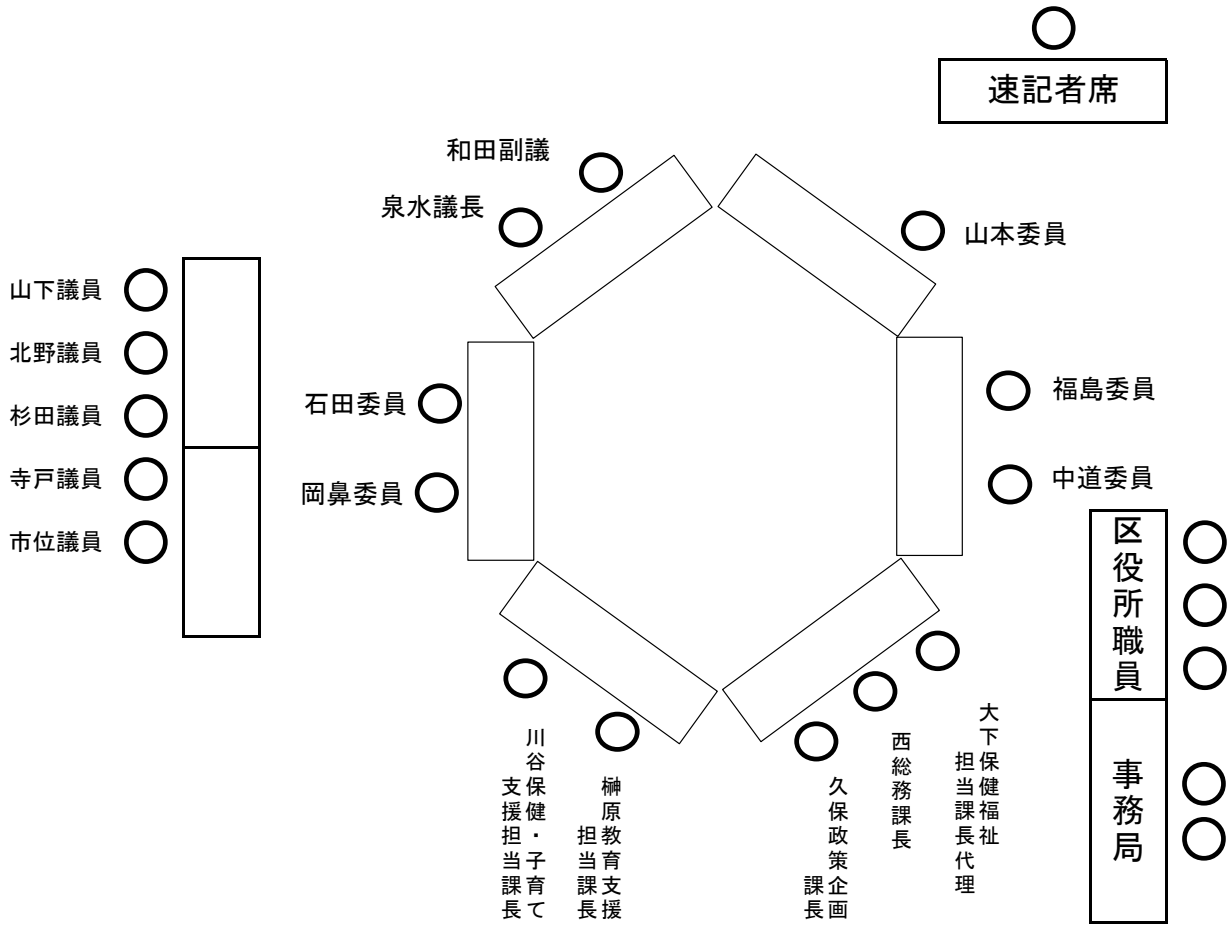 速記者席
和田副議
泉水議長
山本委員
山下議員
北野議員
杉田議員
寺戸議員
市位議員
石田委員
岡鼻委員
福島委員
中道委員
区役所職員
事務局
大下保健福祉
担当課長代理
西総務課長
久保政策企画
課長
榊原教育支援
担当課長
川谷保健・子育て
支援担当課長